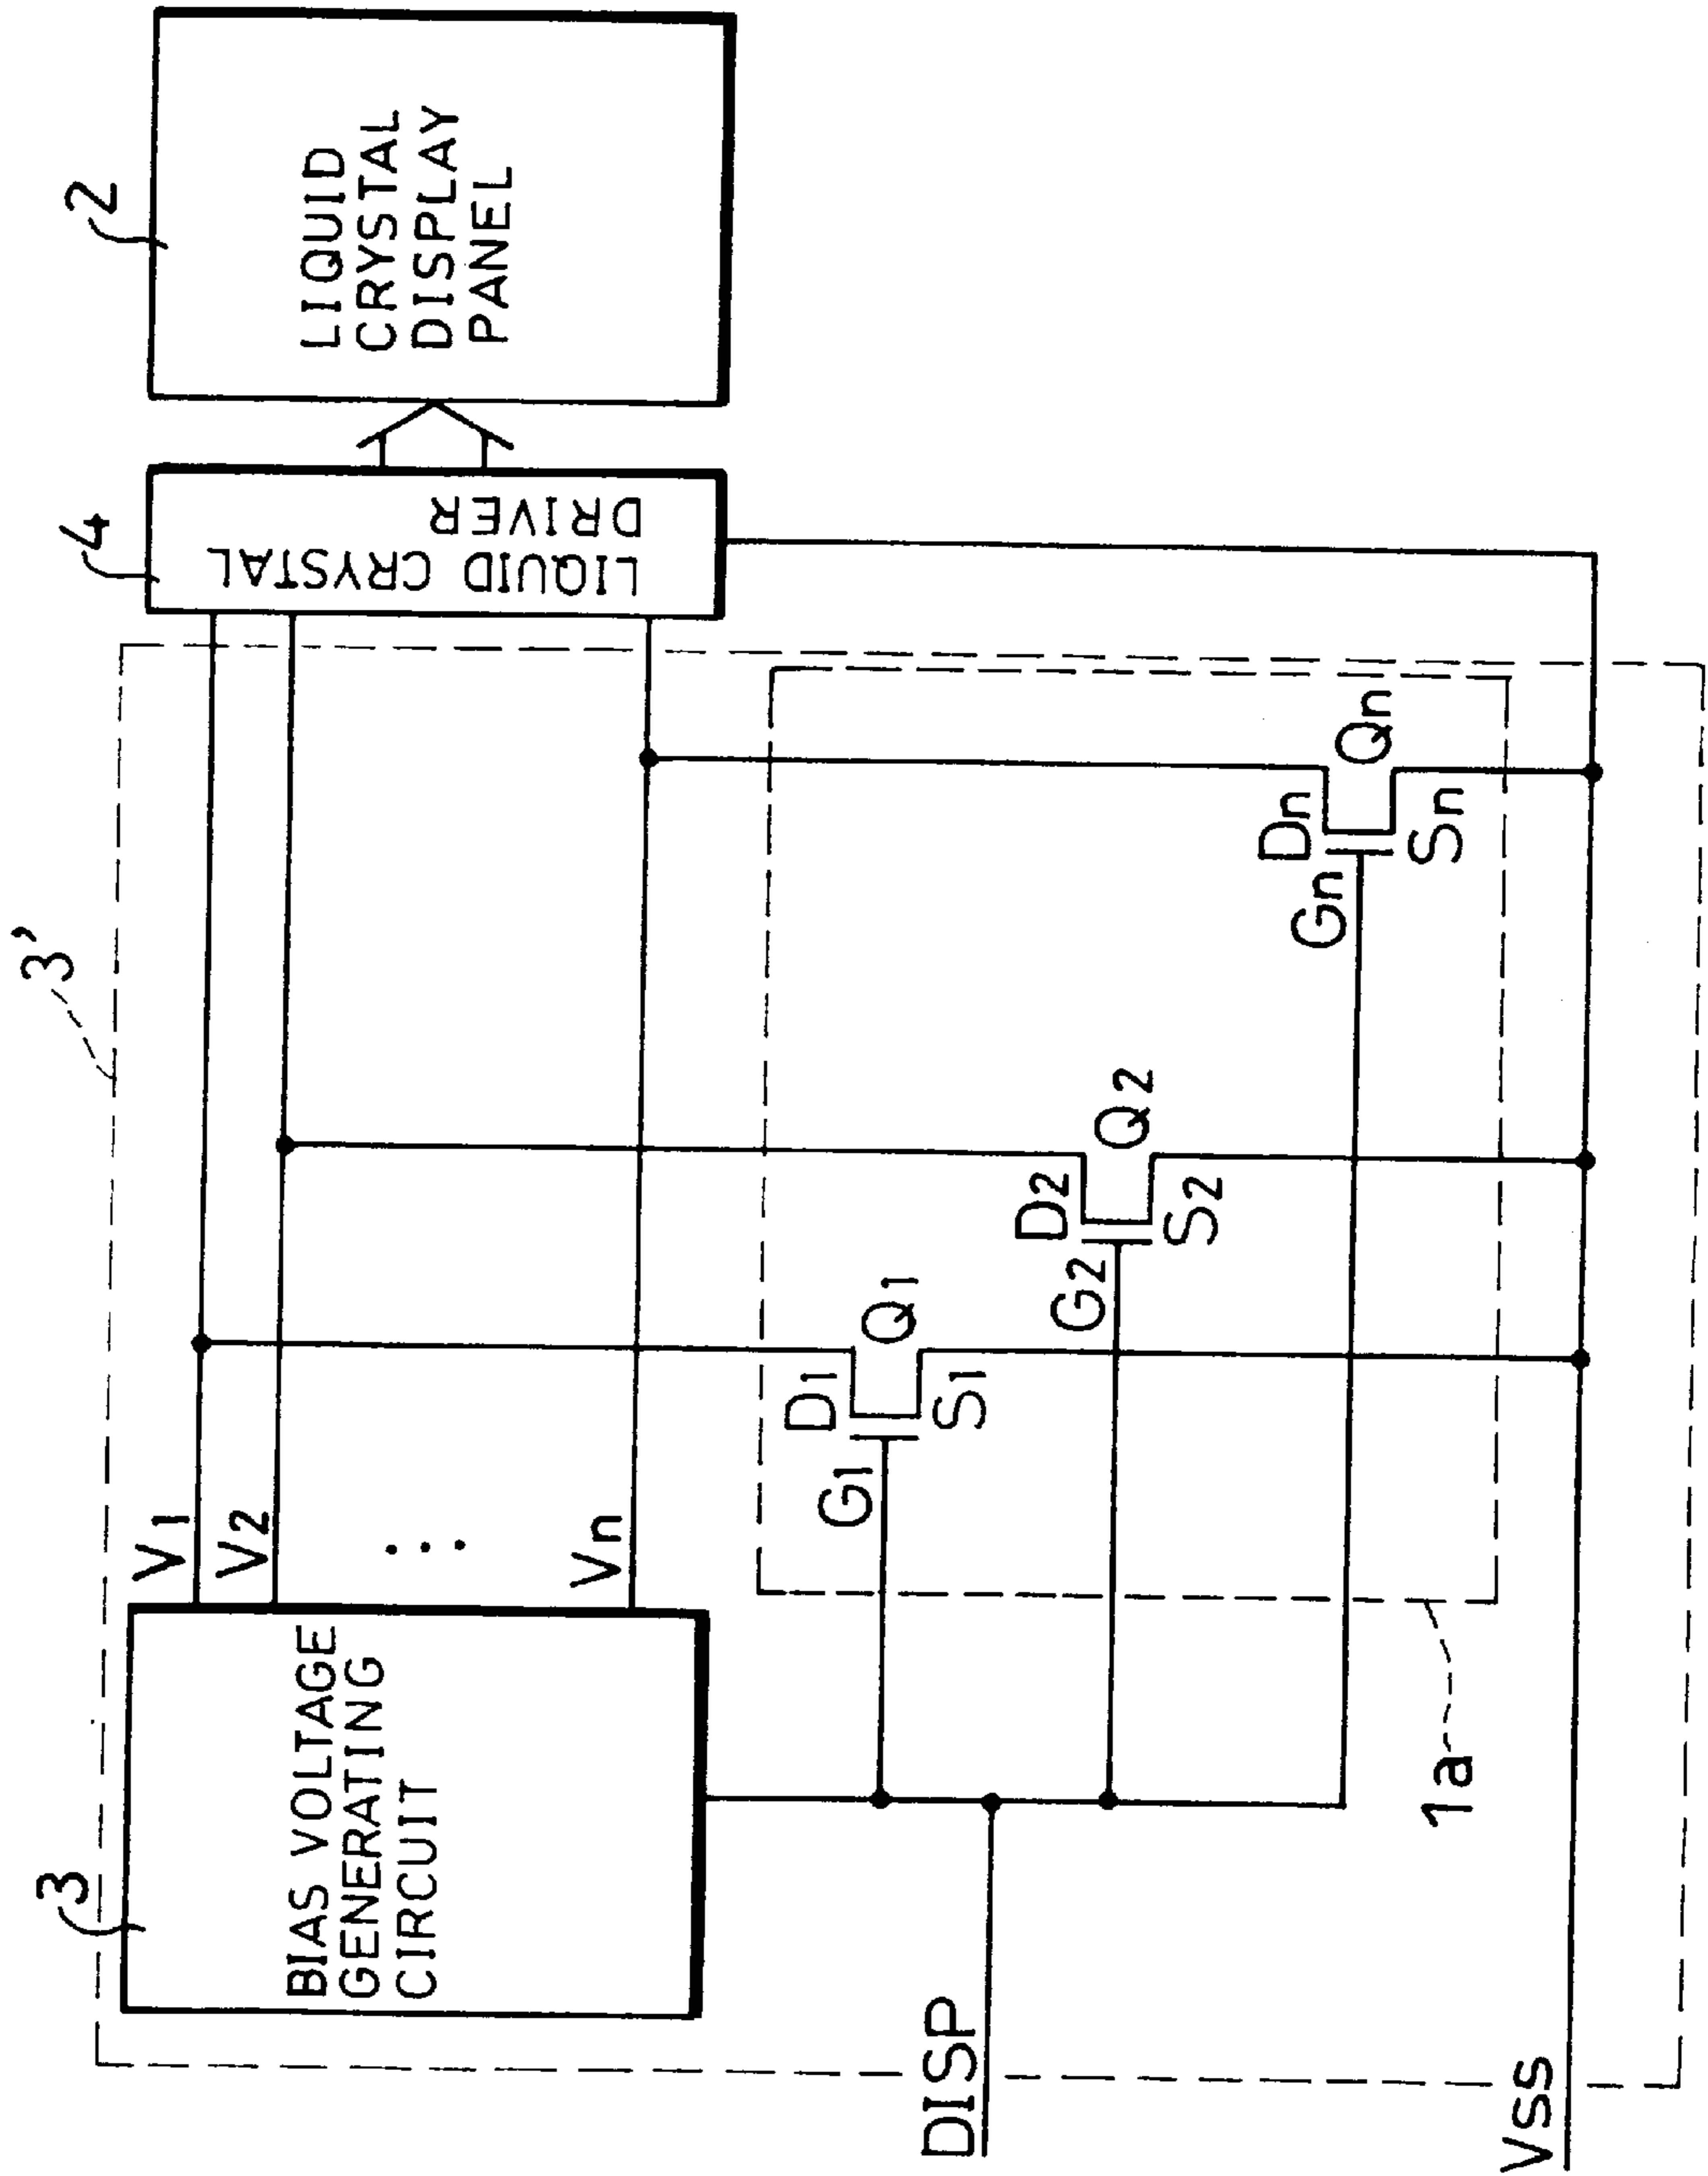 3'
3
BIAS VOLTAGE
GENERATING
CIRCUIT
V1
V2
Vn
4
LIQUID CRYSTAL
DRIVER
2
LIQUID
CRYSTAL
DISPLAY
PANEL
G1
D1
S1
Q1
G2
D2
S2
Q2
Gn
Dn
Sn
Qn
DISP
1a
VSS